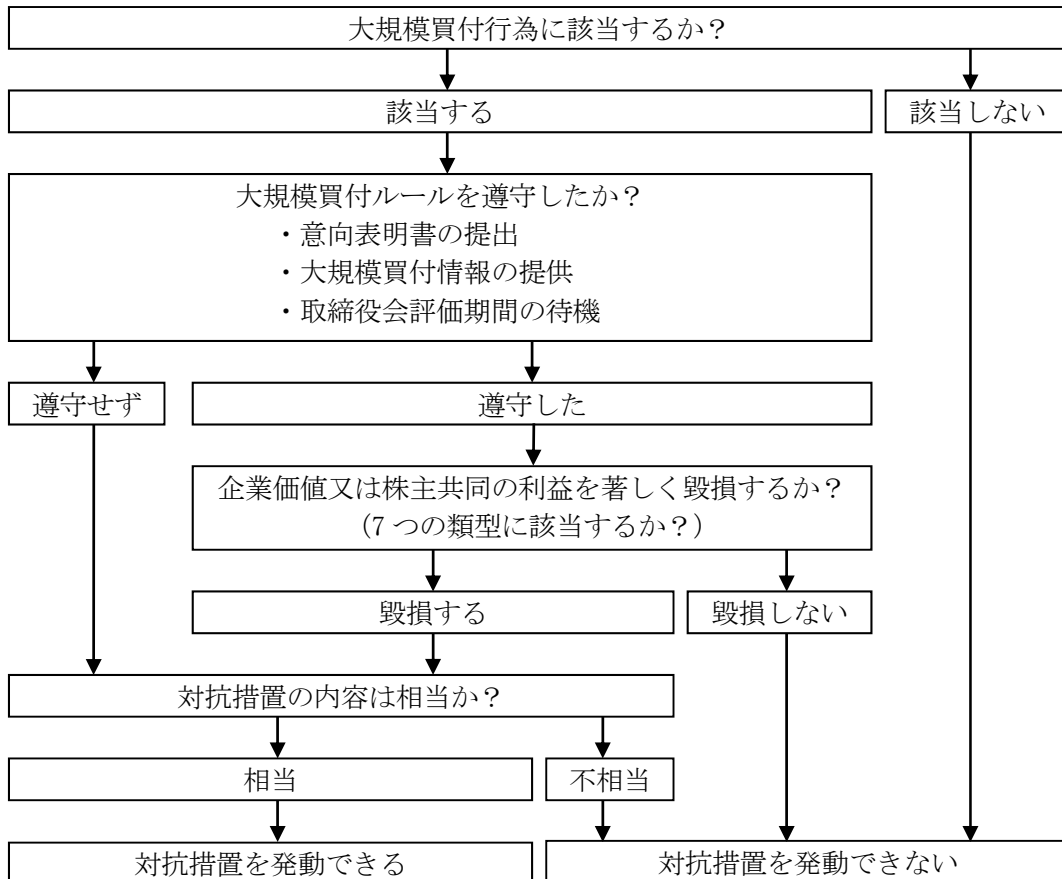 大規模買付行為に該当するか？
該当する
該当しない
大規模買付ルールを遵守したか？
・意向表明書の提出
・大規模買付情報の提供
・取締役会評価期間の待機
遵守せず
遵守した
企業価値又は株主共同の利益を著しく毀損するか？
（7 つの類型に該当するか？）
毀損する
毀損しない
対抗措置の内容は相当か？
相当
不相当
対抗措置を発動できる
対抗措置を発動できない